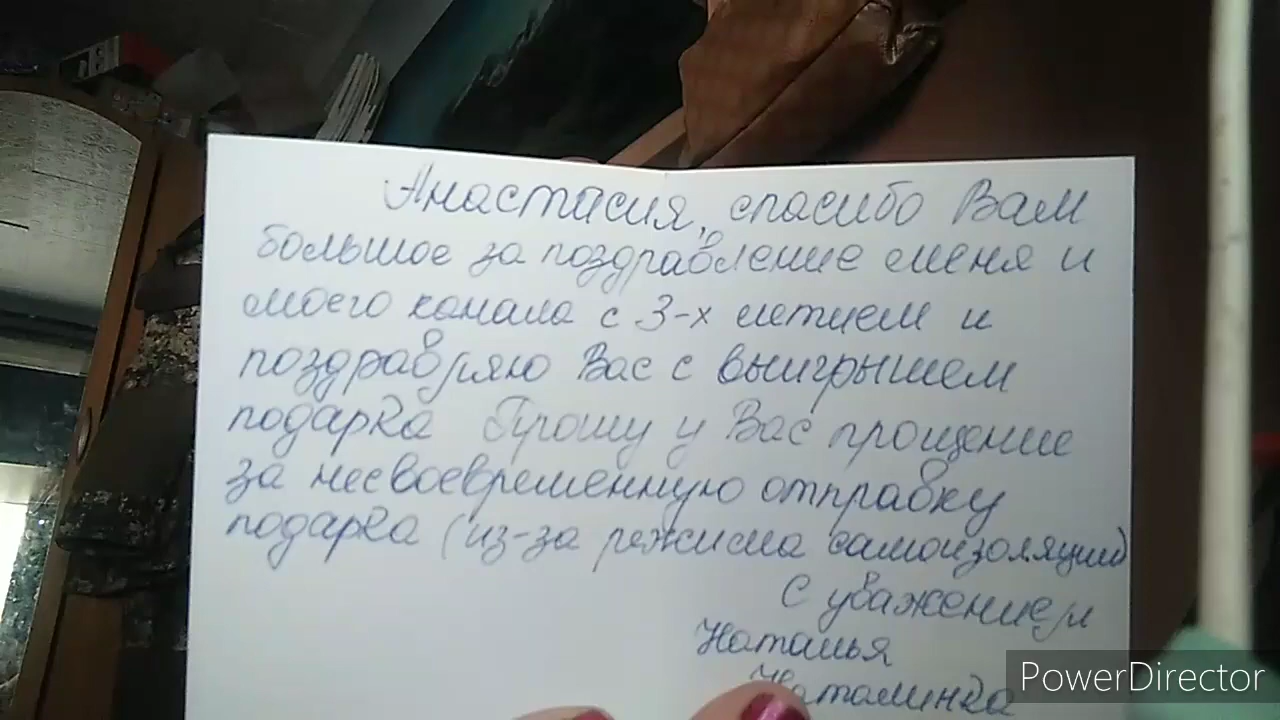 Анастасия, спасибо Вам
большое за поздравление меня и
моего канала с 3-х летием и
поздравляю Вас с выигрышем
подарка Прошу у Вас прощение
за несвоевременную отправку
подарка (из-за режима самоизоляции)
С уважением
Наталья
Наталинка
PowerDirector